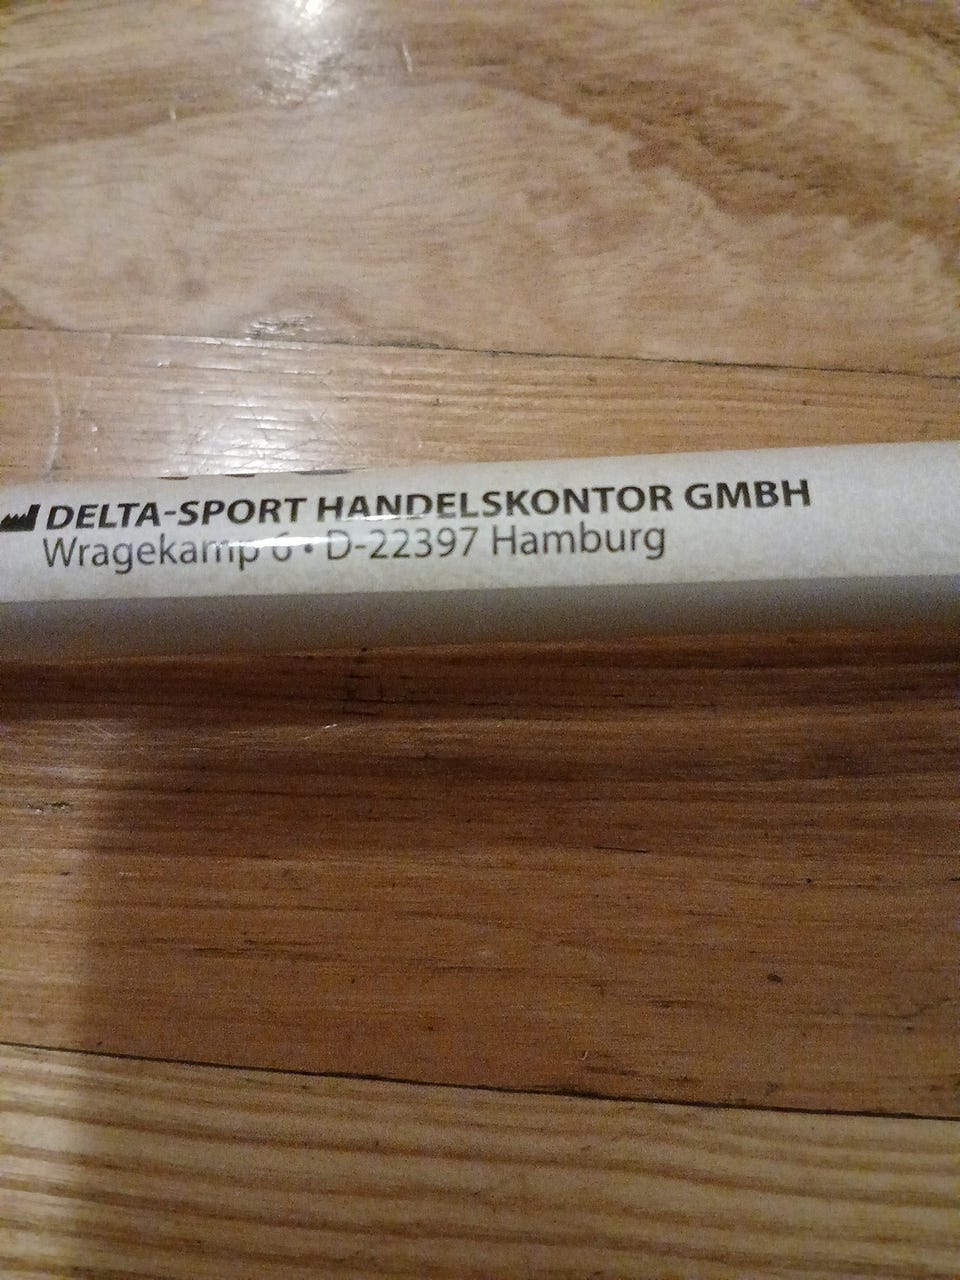 DELTA-SPORT HANDELSKONTOR GMBH
Wragekamp 6 • D-22397 Hamburg